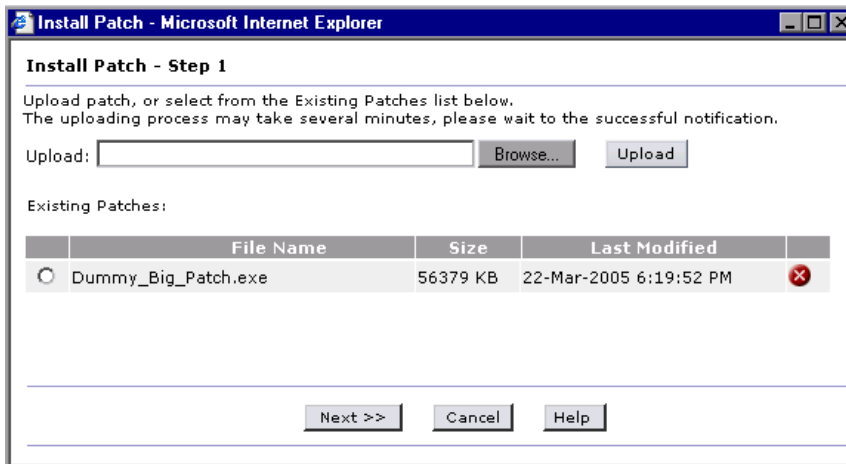 Install Patch - Microsoft Internet Explorer
Install Patch - Step 1
Upload patch, or select from the Existing Patches list below.
The uploading process may take several minutes, please wait to the successful notification.
Upload: Browse... Upload
Existing Patches:
File Name Size Last Modified
Dummy_Big_Patch.exe 56379 KB 22-Mar-2005 6:19:52 PM
Next >> Cancel Help